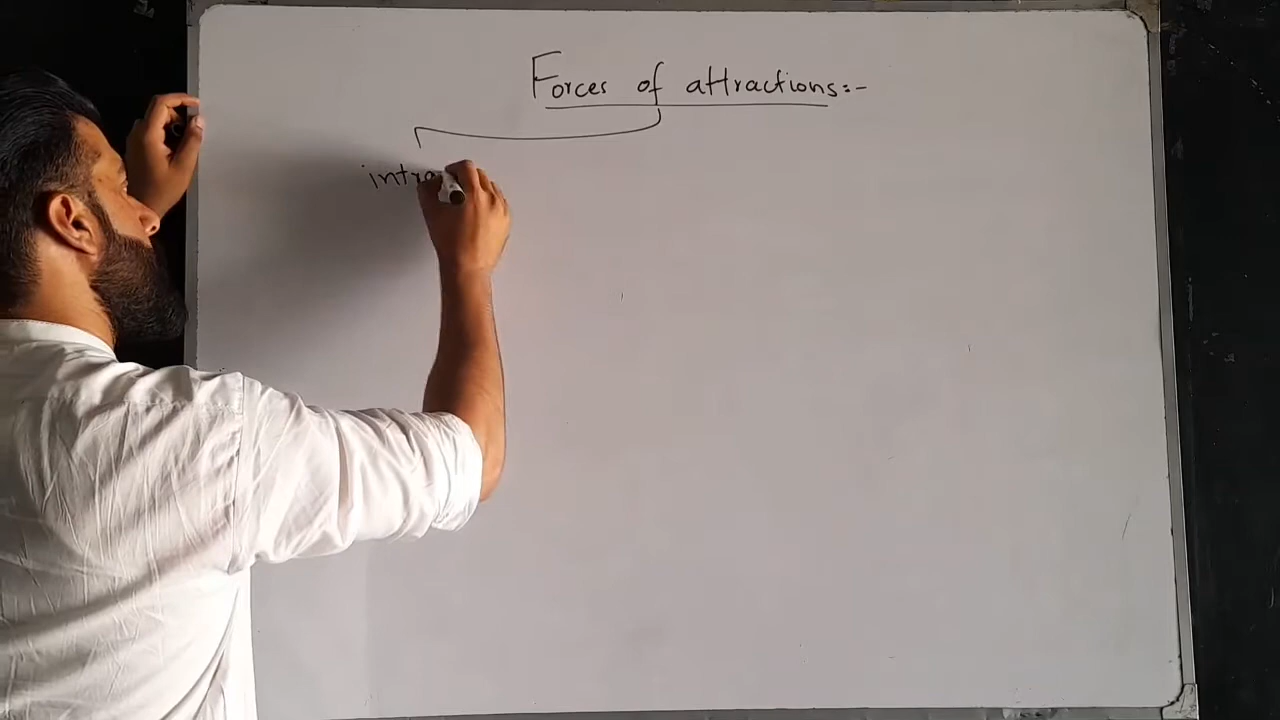 Forces of attractions:-
intra